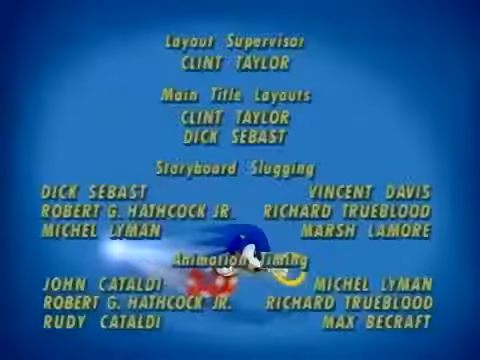 Layout Supervisor
CLINT TAYLOR
Main Title Layouts
CLINT TAYLOR
DICK SEBAST
Storyboard Slugging
DICK SEBAST VINCENT DAVIS
ROBERT G. HATHCOCK JR. RICHARD TRUEBLOOD
MICHEL LYMAN MARSH LAMORE
Animation Timing
JOHN CATALDI MICHEL LYMAN
ROBERT G. HATHCOCK JR. RICHARD TRUEBLOOD
RUDY CATALDI MAX BECRAFT